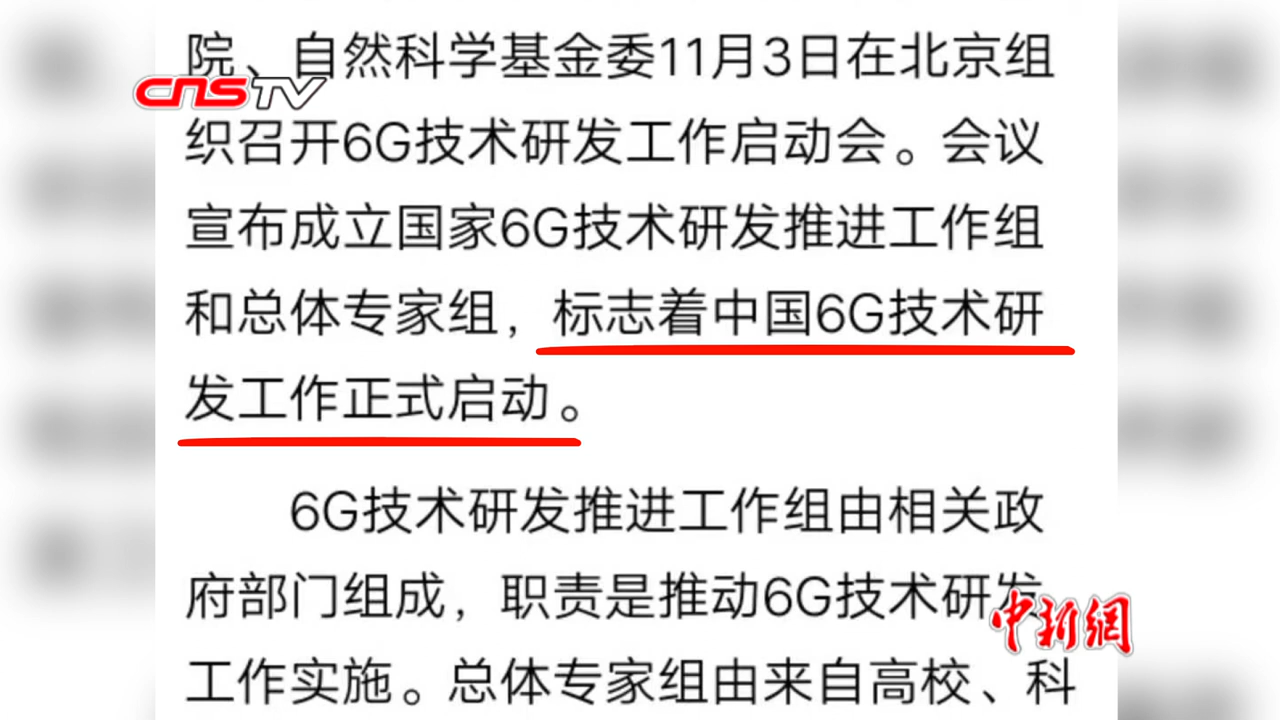 院、自然科学基金委11月3日在北京组
CNSTV
织召开6G技术研发工作启动会。会议
宣布成立国家6G技术研发推进工作组
和总体专家组，标志着中国6G技术研
发工作正式启动。
6G技术研发推进工作组由相关政
府部门组成，职责是推动6G技术研发
中新網
工作实施。总体专家组由来自高校、科